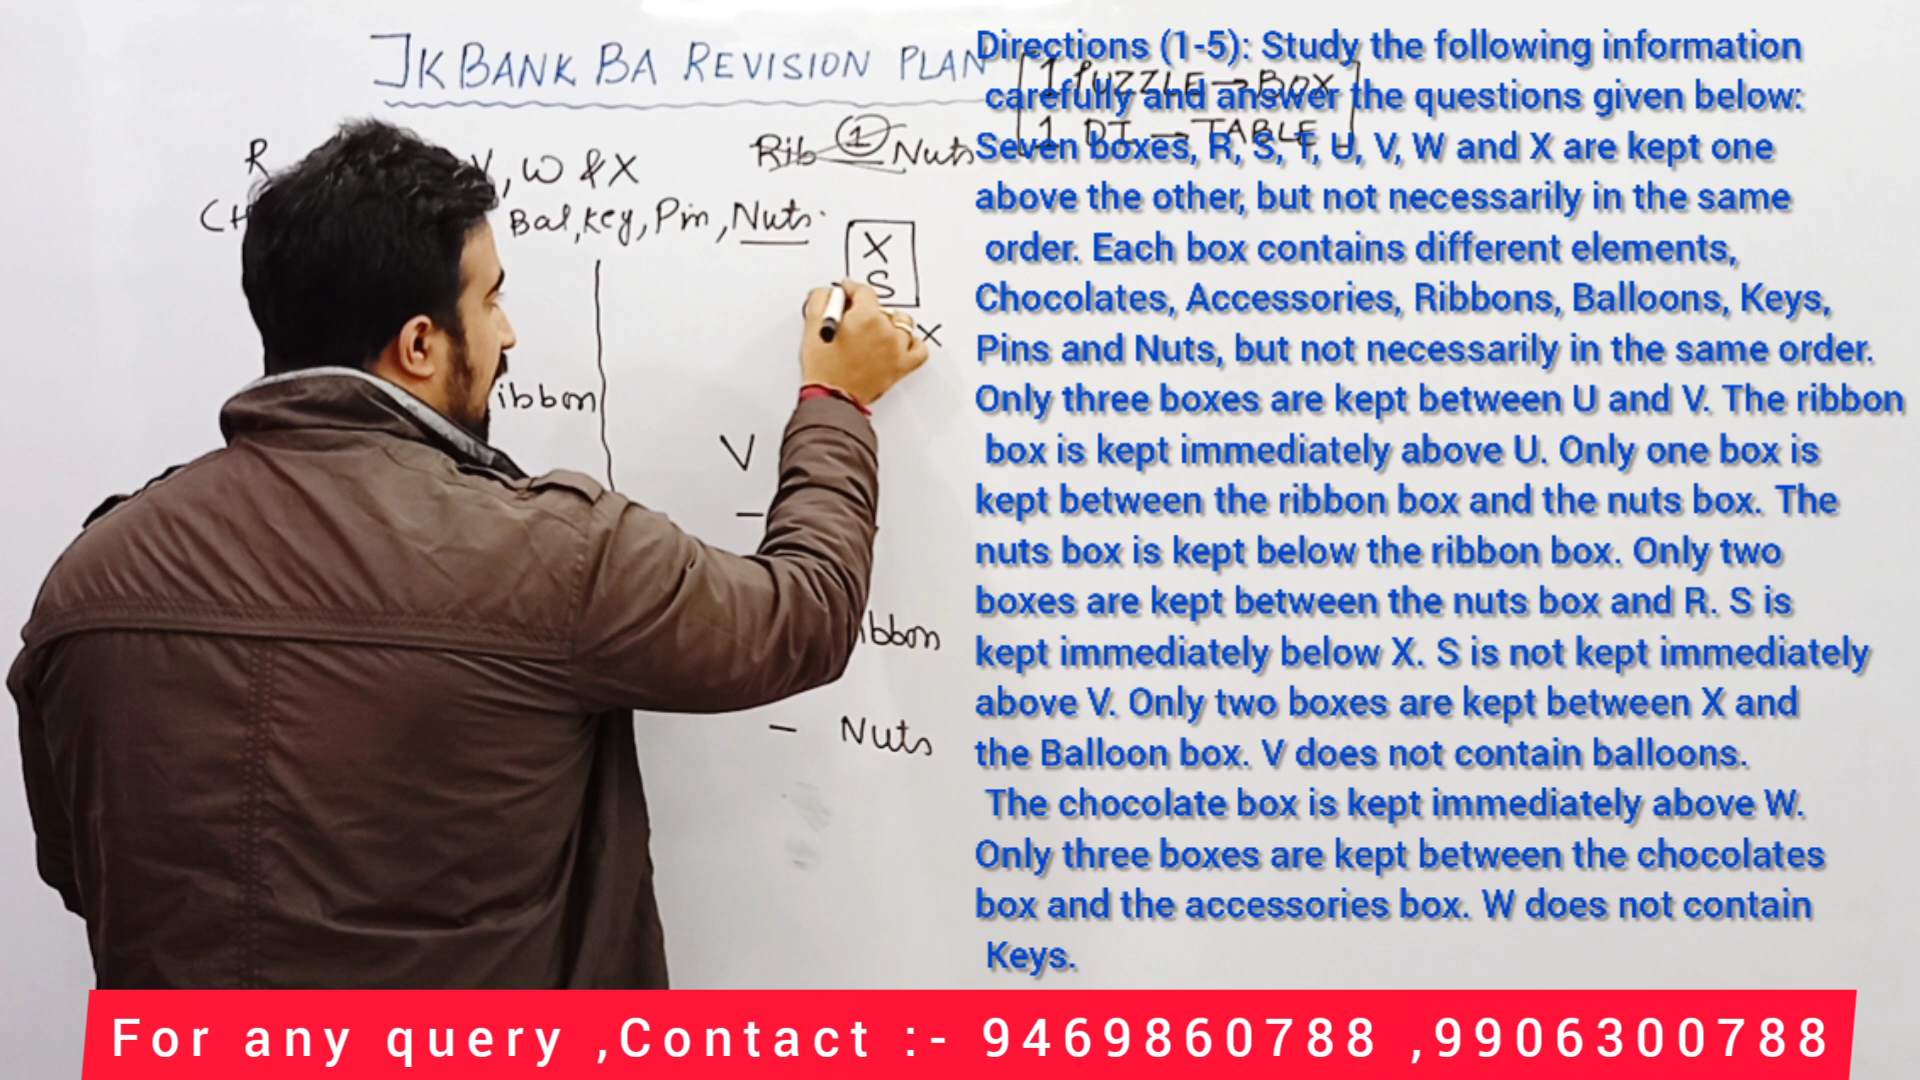 JK BANK BA REVISION PLAN
[1 PUZZLE → BOX
1 DI → TABLE]
R V, W & X
Rib 1 Nuts
(H Bal, Key, Pin, Nuts.
X
S
X
ibbon
V
—
ibbon
— Nuts
Directions (1-5): Study the following information
carefully and answer the questions given below:
Seven boxes, R, S, T, U, V, W and X are kept one
above the other, but not necessarily in the same
order. Each box contains different elements,
Chocolates, Accessories, Ribbons, Balloons, Keys,
Pins and Nuts, but not necessarily in the same order.
Only three boxes are kept between U and V. The ribbon
box is kept immediately above U. Only one box is
kept between the ribbon box and the nuts box. The
nuts box is kept below the ribbon box. Only two
boxes are kept between the nuts box and R. S is
kept immediately below X. S is not kept immediately
above V. Only two boxes are kept between X and
the Balloon box. V does not contain balloons.
The chocolate box is kept immediately above W.
Only three boxes are kept between the chocolates
box and the accessories box. W does not contain
Keys.
For any query ,Contact :- 9469860788 ,9906300788